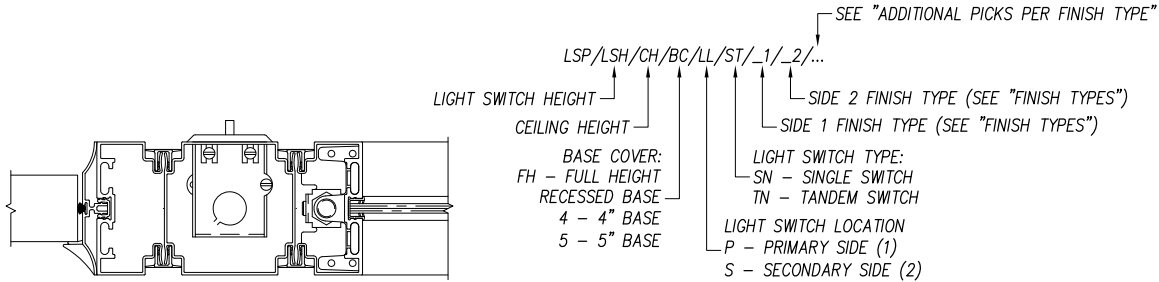 SEE "ADDITIONAL PICKS PER FINISH TYPE"
LSP/LSH/CH/BC/LL/ST/_1/_2/...
LIGHT SWITCH HEIGHT
SIDE 2 FINISH TYPE (SEE "FINISH TYPES")
CEILING HEIGHT
SIDE 1 FINISH TYPE (SEE "FINISH TYPES")
BASE COVER:
FH – FULL HEIGHT
RECESSED BASE
4 – 4" BASE
5 – 5" BASE
LIGHT SWITCH TYPE:
SN – SINGLE SWITCH
TN – TANDEM SWITCH
LIGHT SWITCH LOCATION
P – PRIMARY SIDE (1)
S – SECONDARY SIDE (2)